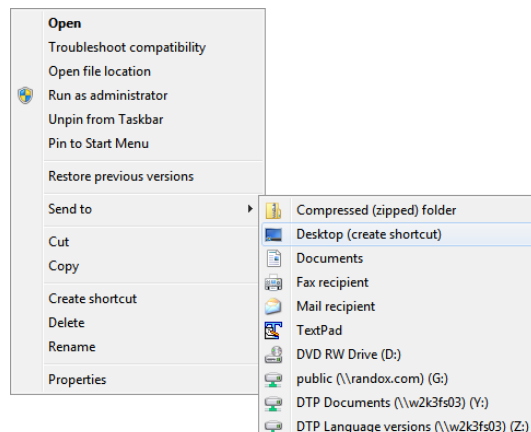 Open
Troubleshoot compatibility
Open file location
Run as administrator
Unpin from Taskbar
Pin to Start Menu
Restore previous versions
Send to
Cut
Copy
Create shortcut
Delete
Rename
Properties
Compressed (zipped) folder
Desktop (create shortcut)
Documents
Fax recipient
Mail recipient
TextPad
DVD RW Drive (D:)
public (\\randox.com) (G:)
DTP Documents (\\w2k3fs03) (Y:)
DTP Language versions (\\w2k3fs03) (Z:)